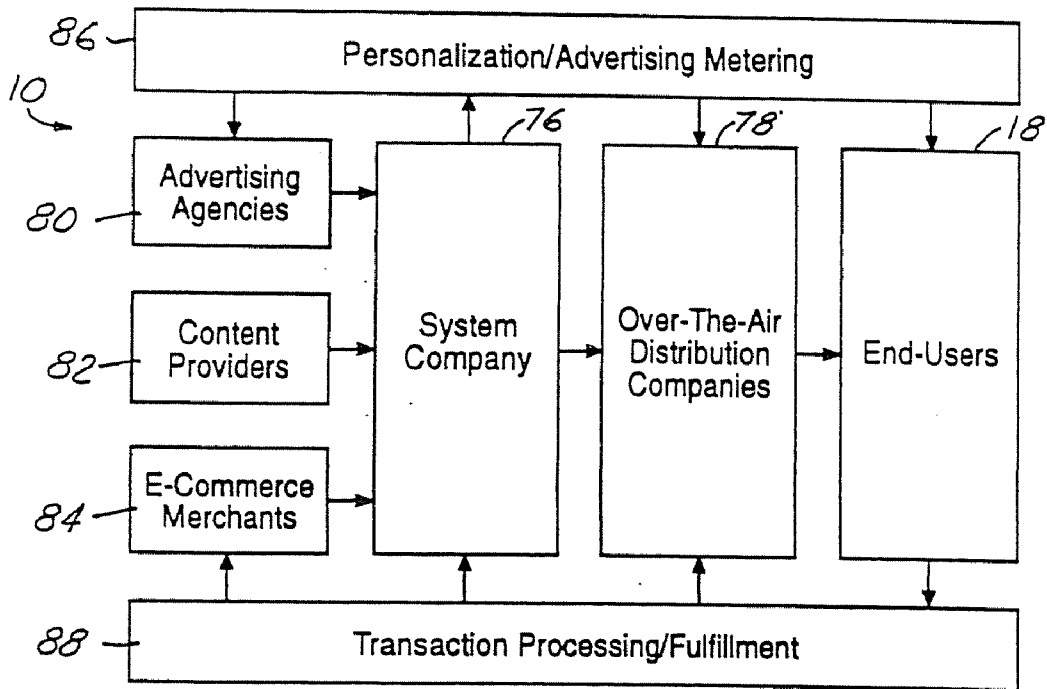 86
Personalization/Advertising Metering
10
76
78
18
Advertising
Agencies
80
Content
Providers
82
E-Commerce
Merchants
84
System
Company
Over-The-Air
Distribution
Companies
End-Users
88
Transaction Processing/Fulfillment